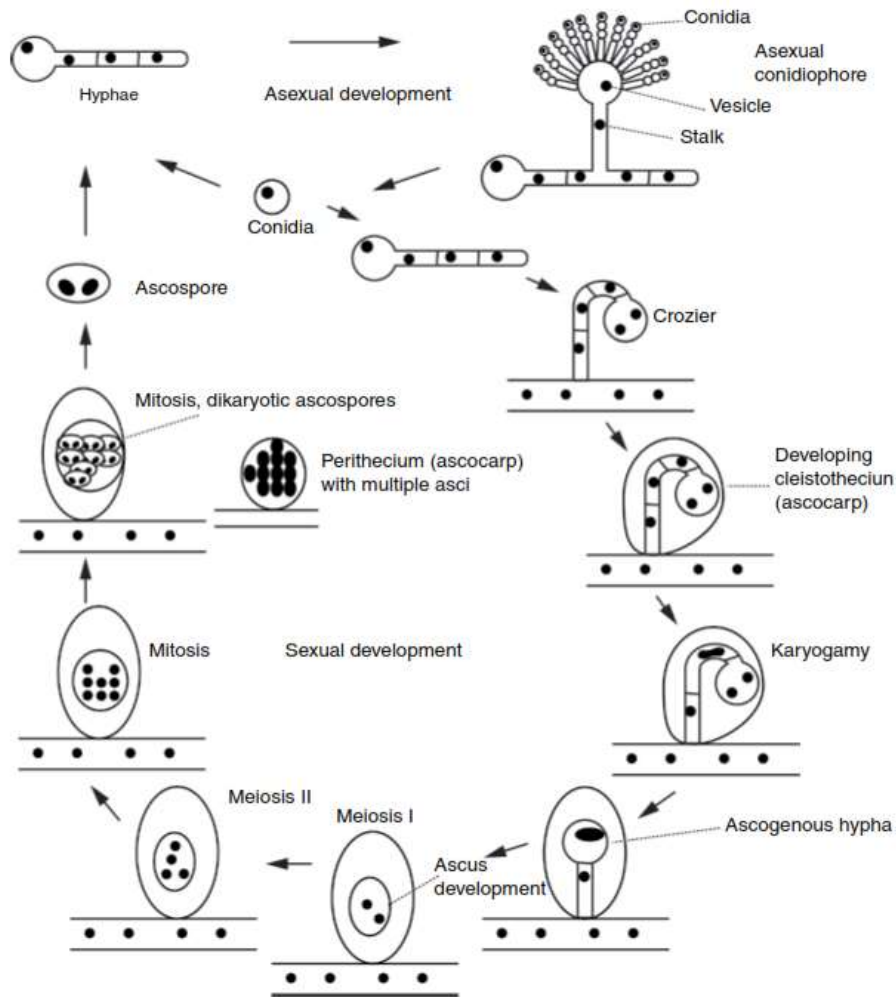 Conidia
Asexual
conidiophore
Hyphae
Asexual development
Vesicle
Stalk
Conidia
Ascospore
Crozier
Mitosis, dikaryotic ascospores
Perithecium (ascocarp)
with multiple asci
Developing
cleistotheciun
(ascocarp)
Mitosis
Sexual development
Karyogamy
Meiosis II
Meiosis I
Ascogenous hypha
Ascus
development